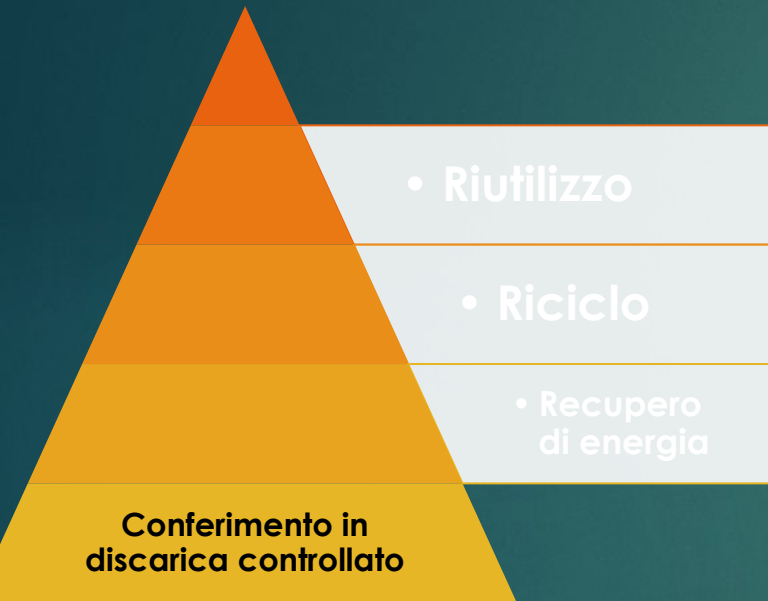 • Riutilizzo
• Riciclo
• Recupero
di energia
Conferimento in
discarica controllato